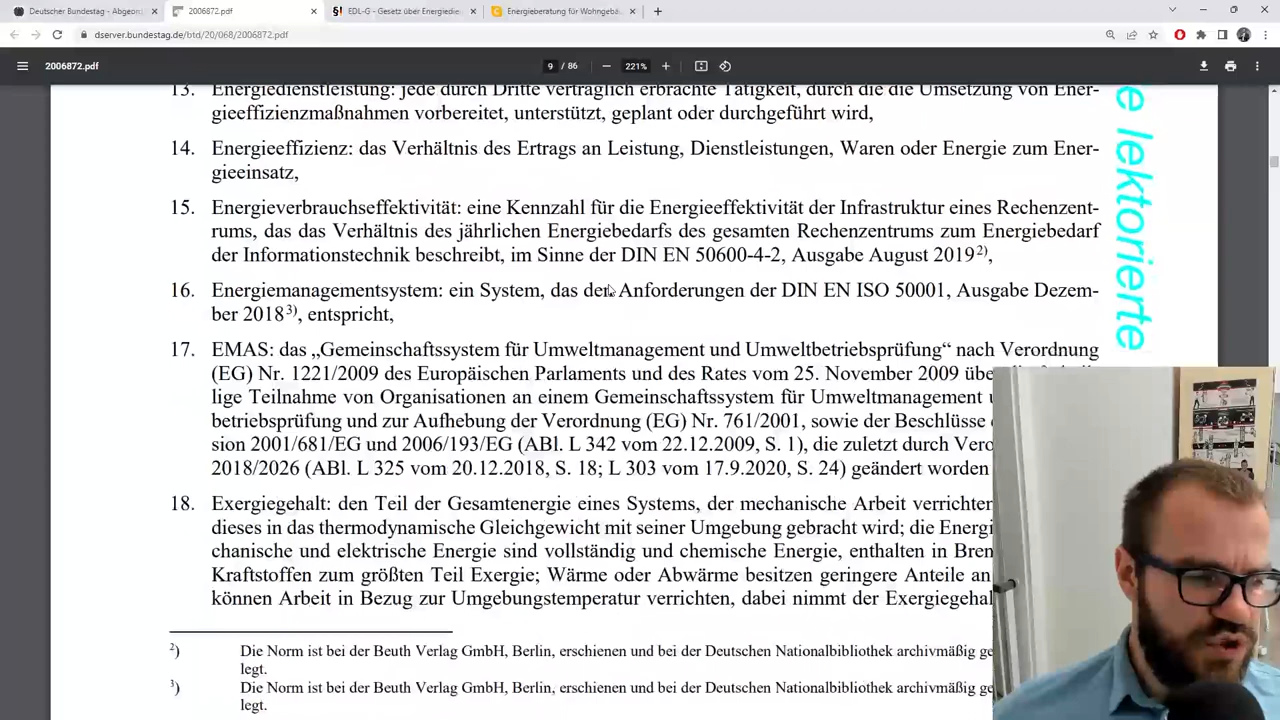 Deutscher Bundestag - Abgeor
2006872.pdf
EDL-G - Gesetz über Energiedie
Energieberatung für Wohngebäu
dserver.bundestag.de/btd/20/068/2006872.pdf
2006872.pdf
9 / 86
221%
13. Energiedienstleistung: jede durch Dritte vertraglich erbrachte Tätigkeit, durch die die Umsetzung von Ener-
gieeffizienzmaßnahmen vorbereitet, unterstützt, geplant oder durchgeführt wird,
14. Energieeffizienz: das Verhältnis des Ertrags an Leistung, Dienstleistungen, Waren oder Energie zum Ener-
gieeinsatz,
15. Energieverbrauchseffektivität: eine Kennzahl für die Energieeffektivität der Infrastruktur eines Rechenzent-
rums, das das Verhältnis des jährlichen Energiebedarfs des gesamten Rechenzentrums zum Energiebedarf
der Informationstechnik beschreibt, im Sinne der DIN EN 50600-4-2, Ausgabe August 2019²⁾,
16. Energiemanagementsystem: ein System, das den Anforderungen der DIN EN ISO 50001, Ausgabe Dezem-
ber 2018³⁾, entspricht,
17. EMAS: das „Gemeinschaftssystem für Umweltmanagement und Umweltbetriebsprüfung“ nach Verordnung
(EG) Nr. 1221/2009 des Europäischen Parlaments und des Rates vom 25. November 2009
lige Teilnahme von Organisationen an einem Gemeinschaftssystem für Umweltmanagement
betriebsprüfung und zur Aufhebung der Verordnung (EG) Nr. 761/2001, sowie der Beschlüsse
sion 2001/681/EG und 2006/193/EG (ABl. L 342 vom 22.12.2009, S. 1), die zuletzt durch Vero
2018/2026 (ABl. L 325 vom 20.12.2018, S. 18; L 303 vom 17.9.2020, S. 24) geändert worden
18. Exergiegehalt: den Teil der Gesamtenergie eines Systems, der mechanische Arbeit verrichten
dieses in das thermodynamische Gleichgewicht mit seiner Umgebung gebracht wird; die Energi
chanische und elektrische Energie sind vollständig und chemische Energie, enthalten in Bren
Kraftstoffen zum größten Teil Exergie; Wärme oder Abwärme besitzen geringere Anteile an
können Arbeit in Bezug zur Umgebungstemperatur verrichten, dabei nimmt der Exergiegehal
²⁾ Die Norm ist bei der Beuth Verlag GmbH, Berlin, erschienen und bei der Deutschen Nationalbibliothek archivmäßig ge
legt.
³⁾ Die Norm ist bei der Beuth Verlag GmbH, Berlin, erschienen und bei der Deutschen Nationalbibliothek archivmäßig ge
legt.
e lektorierte